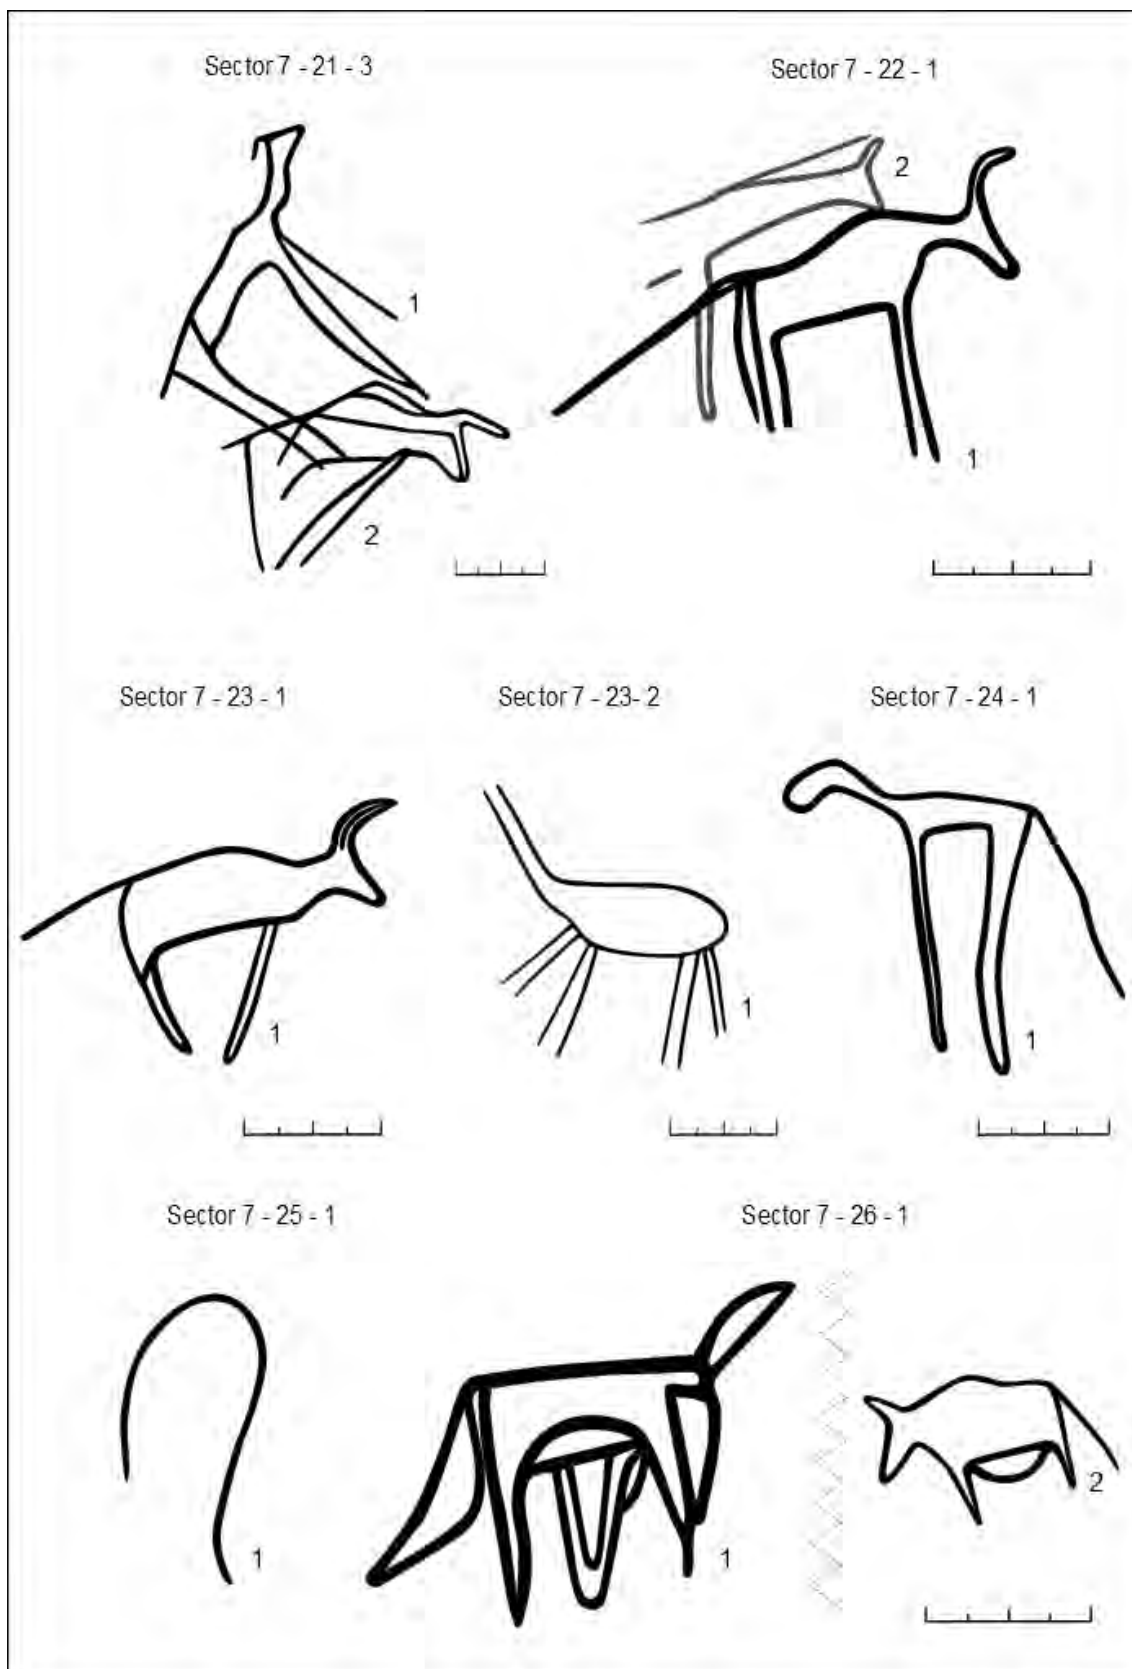 Sector 7 - 21 - 3
Sector 7 - 22 - 1
2
1
1
2
Sector 7 - 23 - 1
Sector 7 - 23- 2
Sector 7 - 24 - 1
1
1
1
Sector 7 - 25 - 1
Sector 7 - 26 - 1
2
1
1